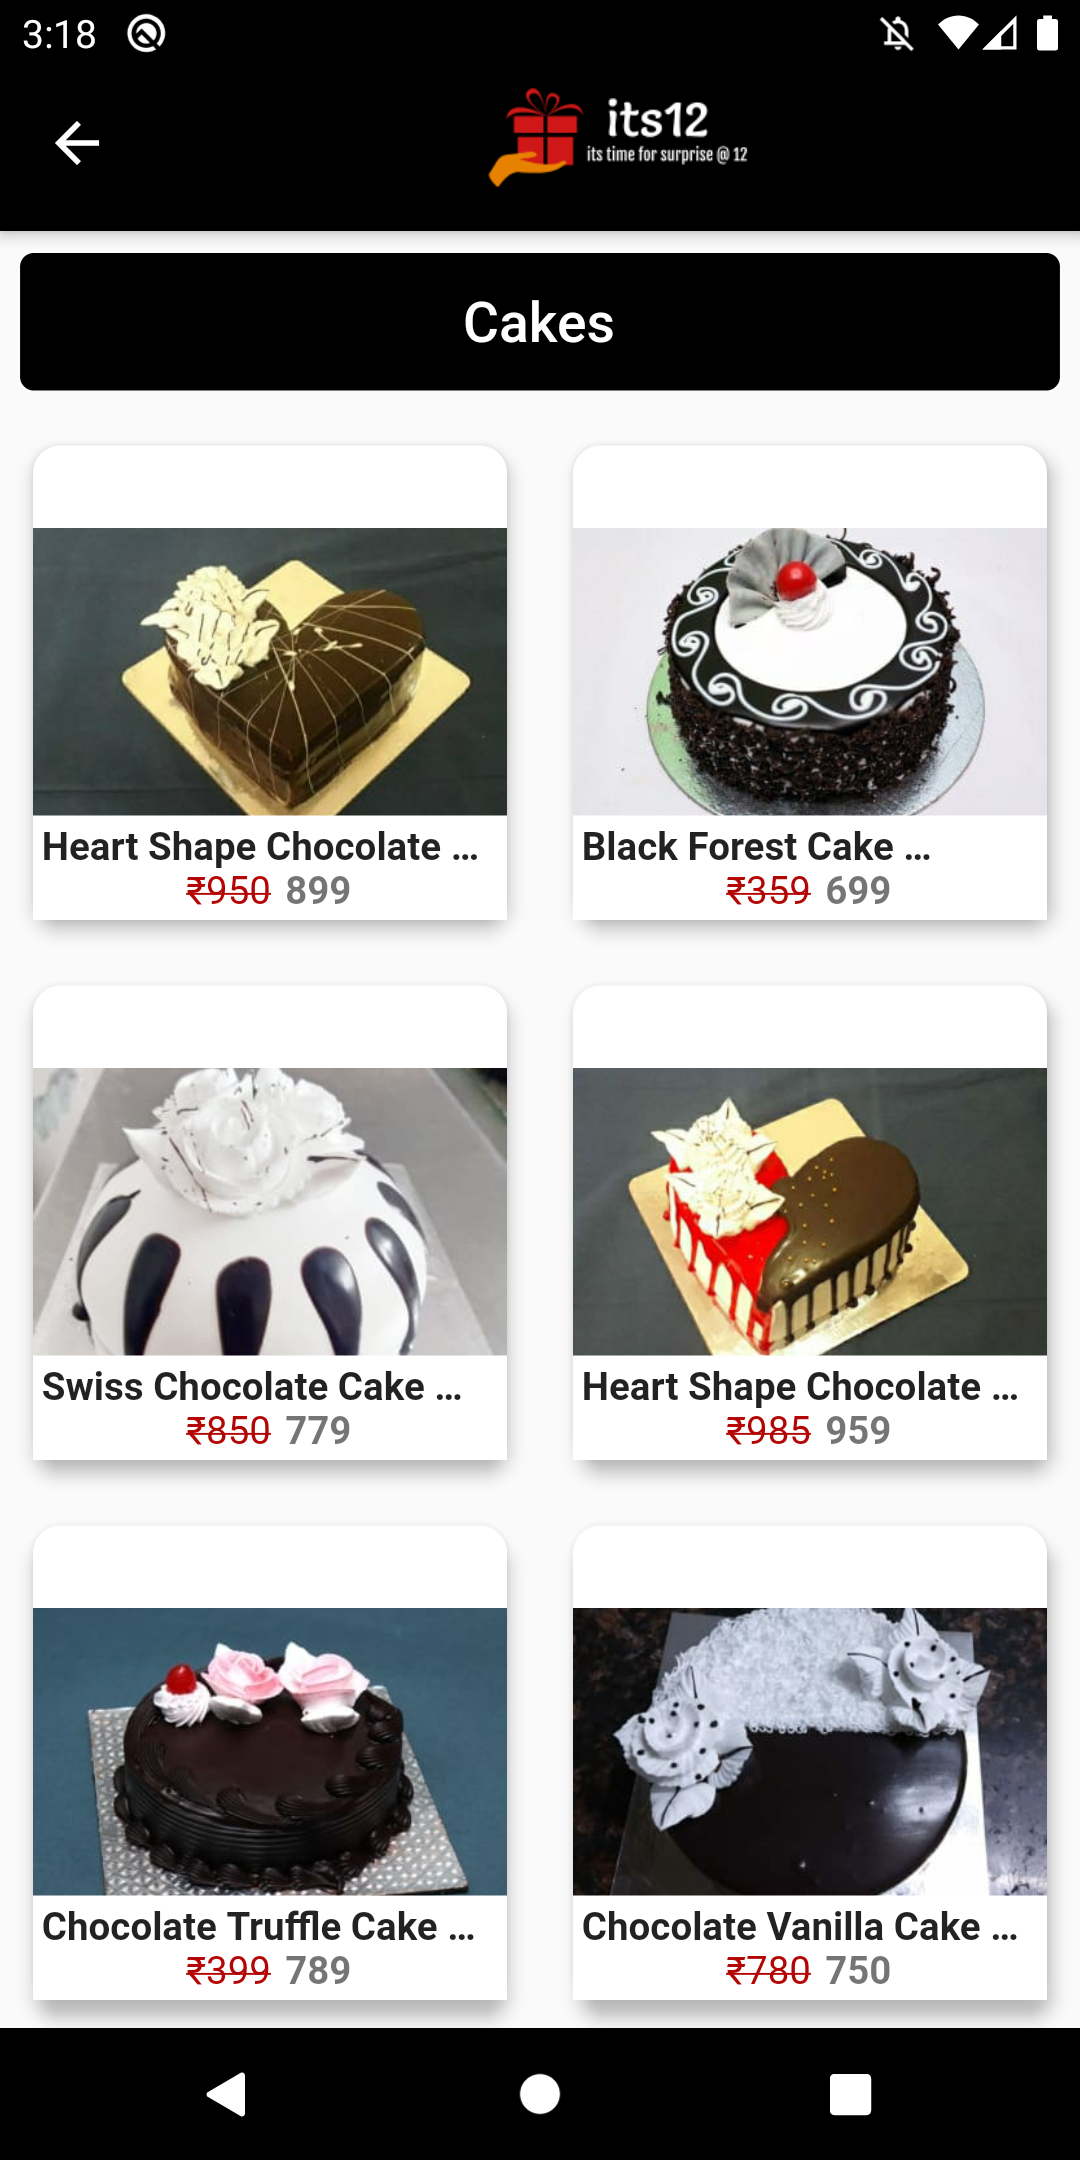 3:18
its12
its time for surprise @ 12
Cakes
Heart Shape Chocolate ...
₹950 899
Black Forest Cake ...
₹359 699
Swiss Chocolate Cake ...
₹850 779
Heart Shape Chocolate ...
₹985 959
Chocolate Truffle Cake ...
₹399 789
Chocolate Vanilla Cake ...
₹780 750